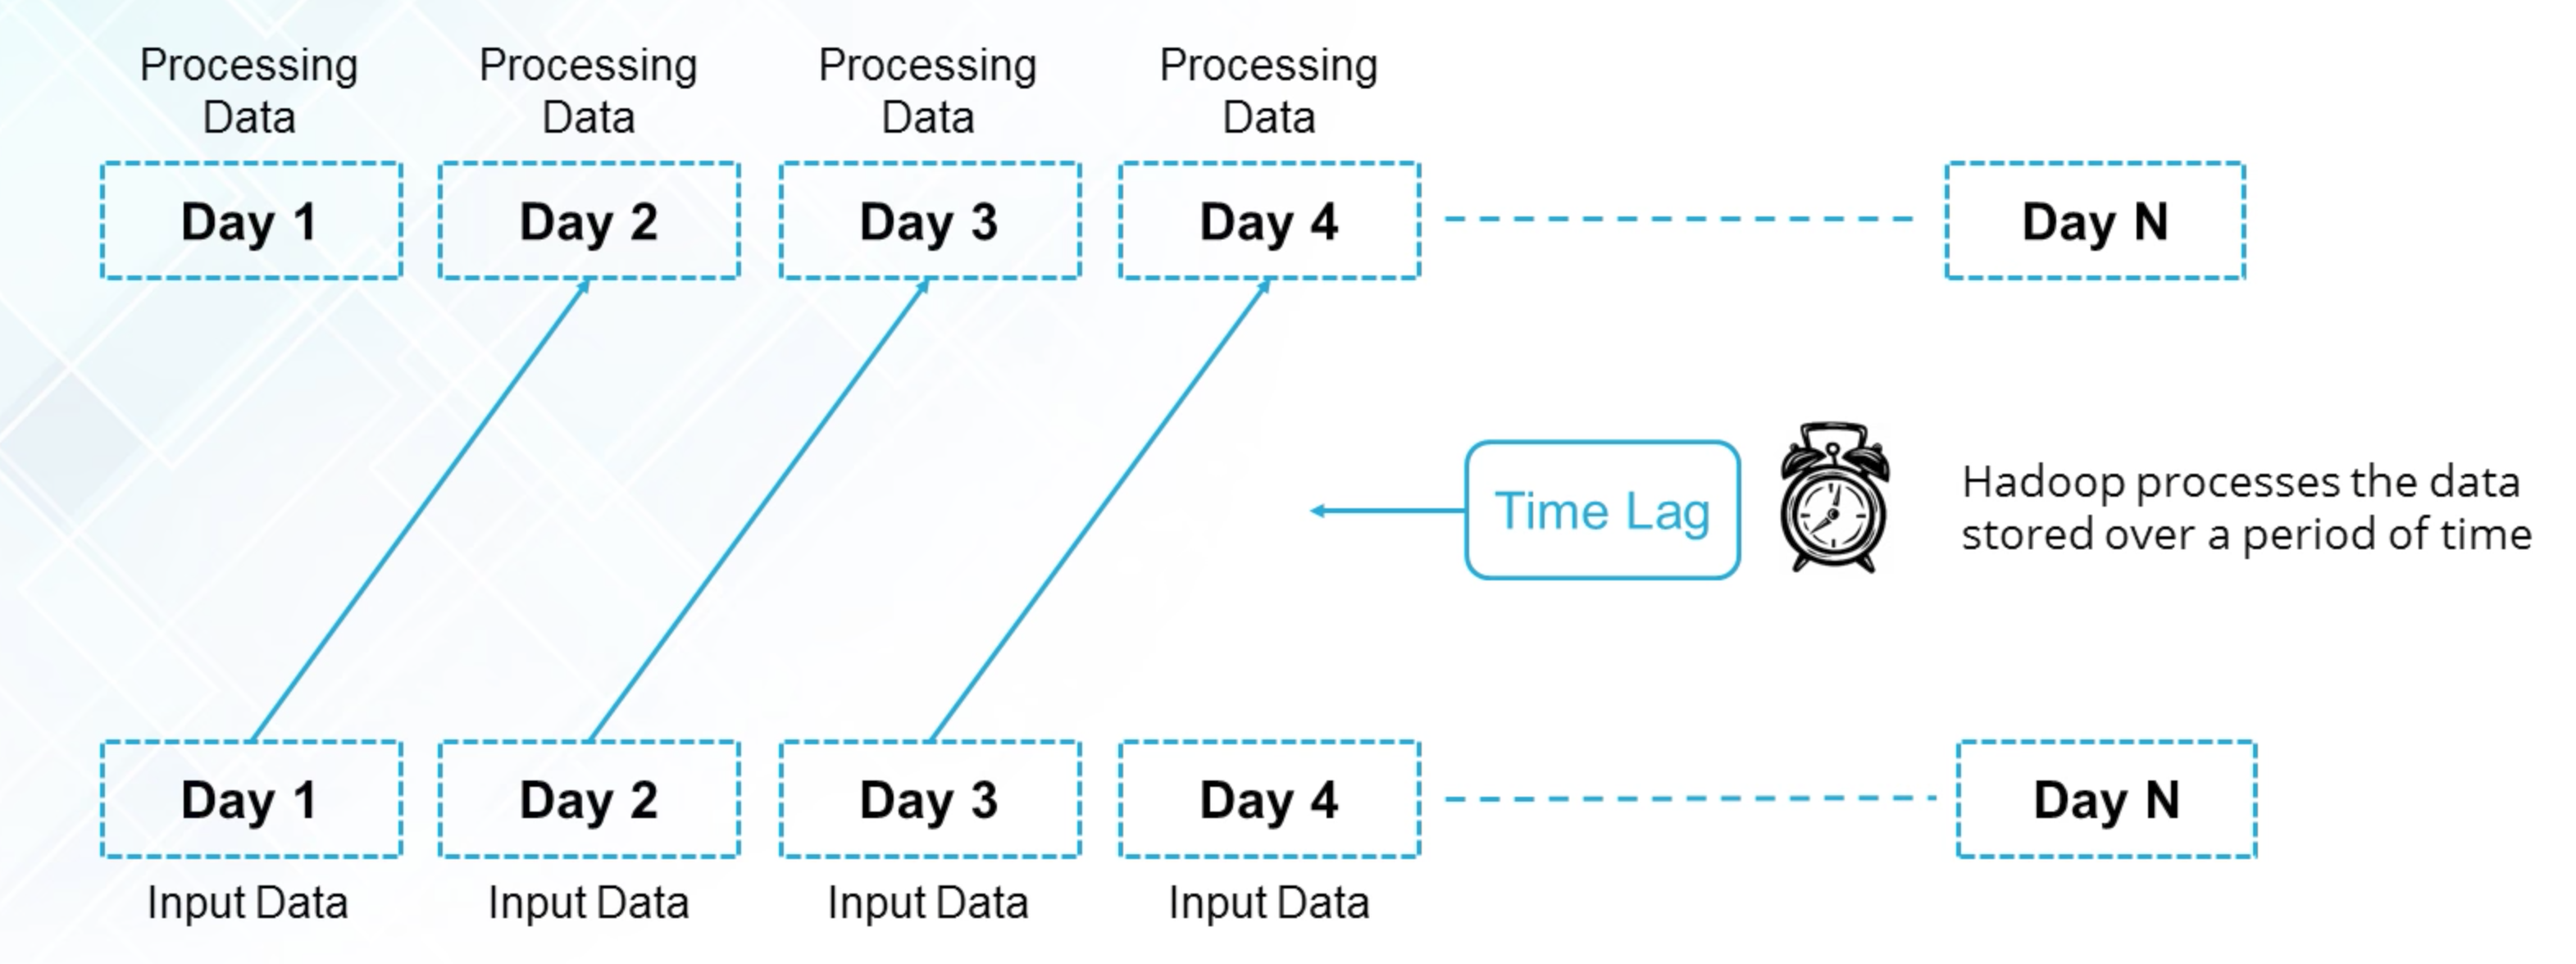 Processing
Data
Processing
Data
Processing
Data
Processing
Data
Day 1
Day 2
Day 3
Day 4
Day N
Time Lag
Hadoop processes the data
stored over a period of time
Day 1
Day 2
Day 3
Day 4
Day N
Input Data
Input Data
Input Data
Input Data